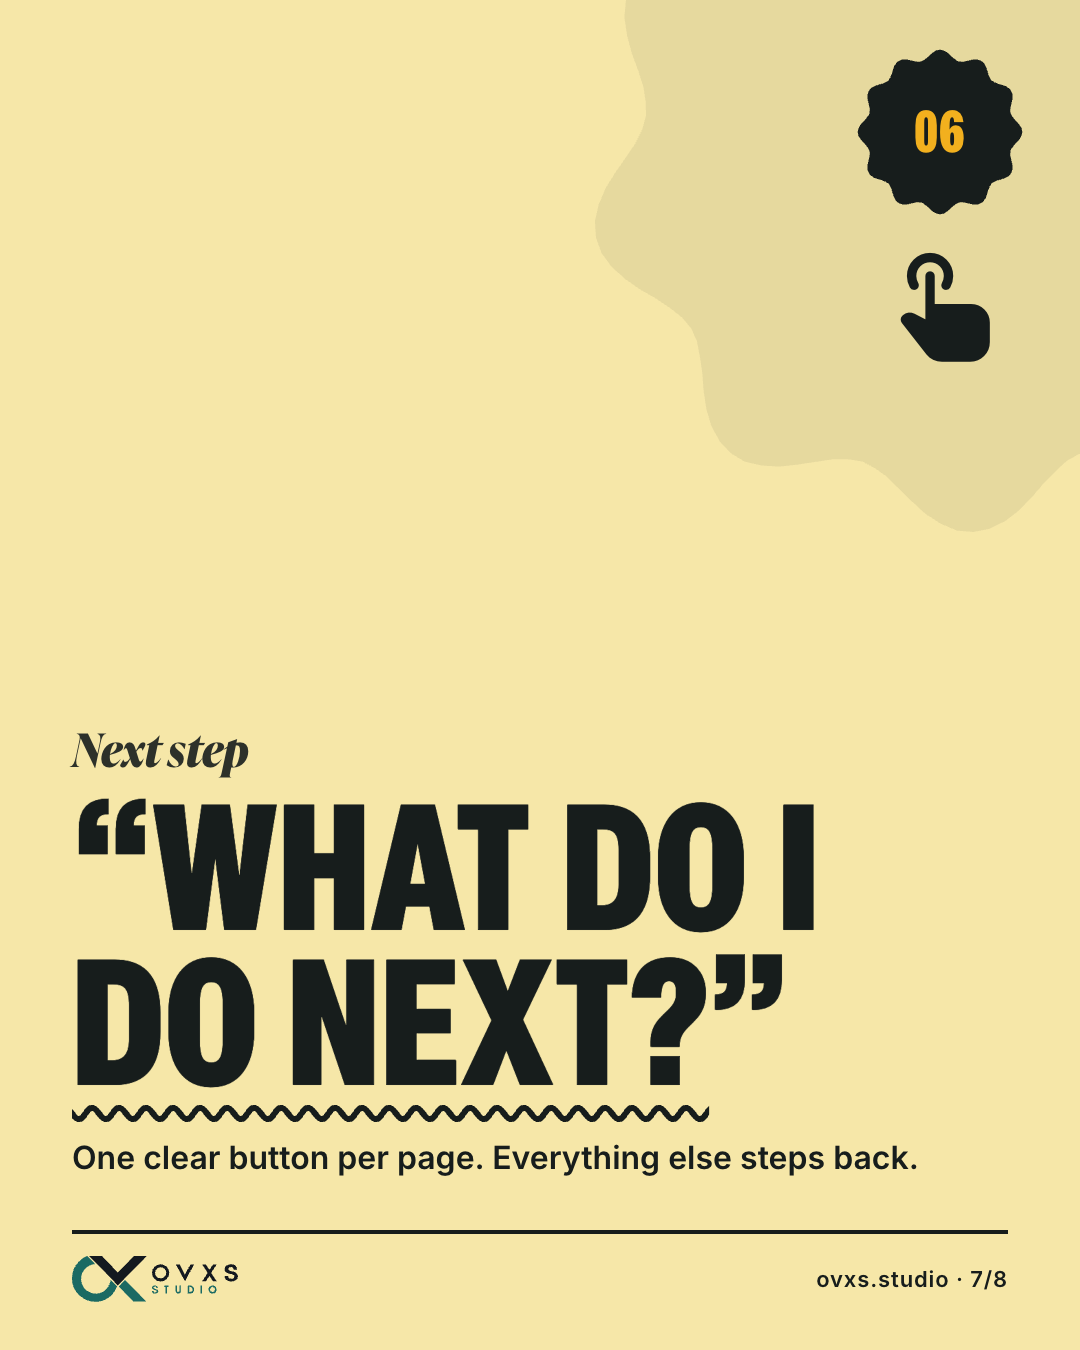 06
Next step
“WHAT DO I
DO NEXT?”
One clear button per page. Everything else steps back.
OVXS
STUDIO
ovxs.studio · 7/8